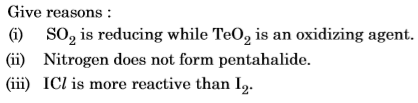 Give reasons :
(i) SO₂ is reducing while TeO₂ is an oxidizing agent.
(ii) Nitrogen does not form pentahalide.
(iii) ICl is more reactive than I₂.